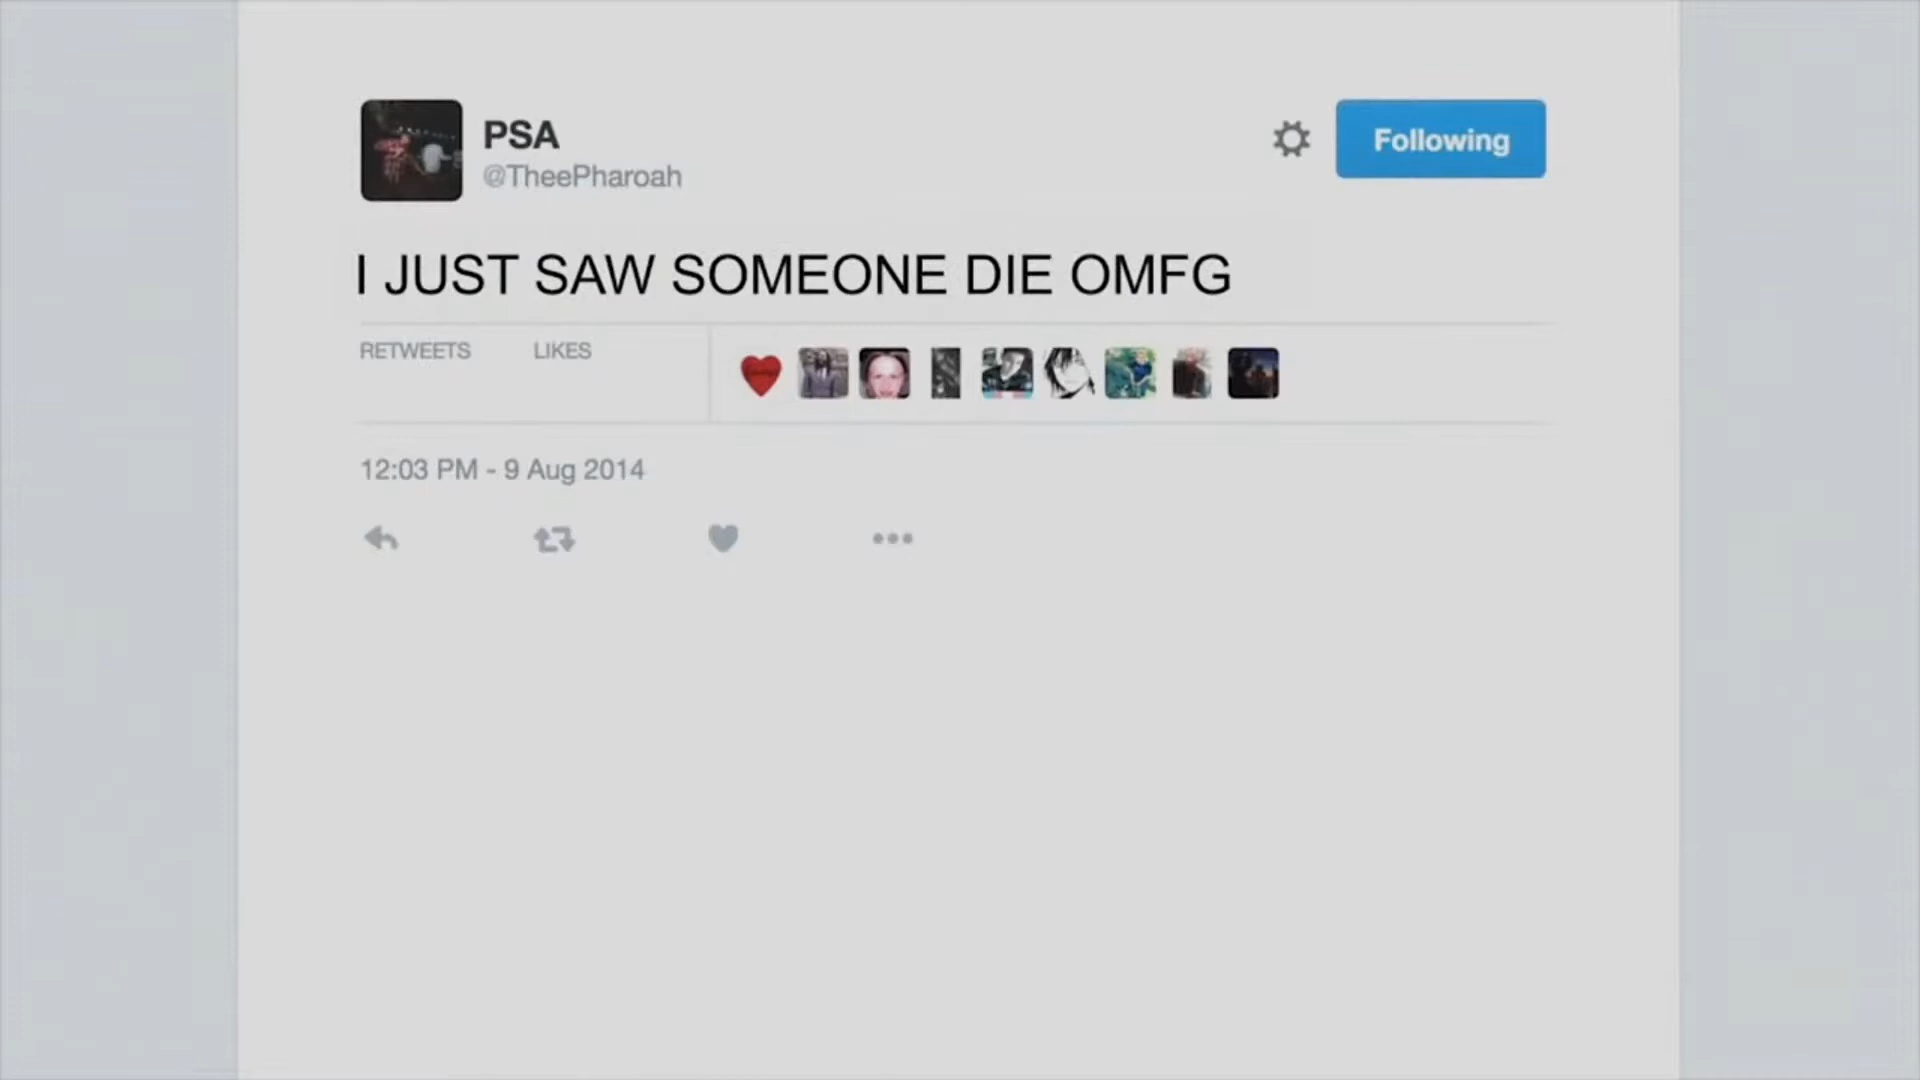 PSA
@TheePharoah
Following
I JUST SAW SOMEONE DIE OMFG
RETWEETS LIKES
12:03 PM - 9 Aug 2014